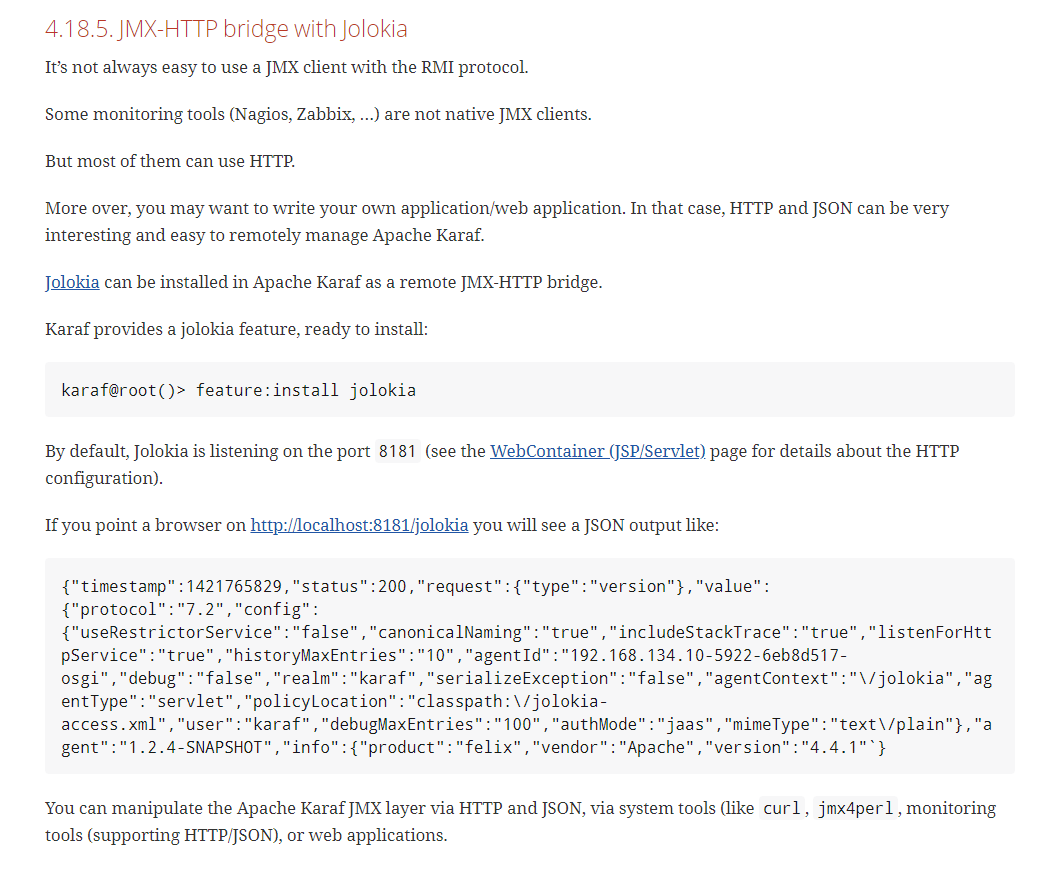 4.18.5. JMX-HTTP bridge with Jolokia
It’s not always easy to use a JMX client with the RMI protocol.
Some monitoring tools (Nagios, Zabbix, …) are not native JMX clients.
But most of them can use HTTP.
More over, you may want to write your own application/web application. In that case, HTTP and JSON can be very
interesting and easy to remotely manage Apache Karaf.
Jolokia can be installed in Apache Karaf as a remote JMX-HTTP bridge.
Karaf provides a jolokia feature, ready to install:
karaf@root()> feature:install jolokia
By default, Jolokia is listening on the port 8181 (see the WebContainer (JSP/Servlet) page for details about the HTTP
configuration).
If you point a browser on http://localhost:8181/jolokia you will see a JSON output like:
{"timestamp":1421765829,"status":200,"request":{"type":"version"},"value":
{"protocol":"7.2","config":
{"useRestrictorService":"false","canonicalNaming":"true","includeStackTrace":"true","listenForHtt
pService":"true","historyMaxEntries":"10","agentId":"192.168.134.10-5922-6eb8d517-
osgi","debug":"false","realm":"karaf","serializeException":"false","agentContext":"\/jolokia","ag
entType":"servlet","policyLocation":"classpath:\/jolokia-
access.xml","user":"karaf","debugMaxEntries":"100","authMode":"jaas","mimeType":"text\/plain"},"a
gent":"1.2.4-SNAPSHOT","info":{"product":"felix","vendor":"Apache","version":"4.4.1"`}
You can manipulate the Apache Karaf JMX layer via HTTP and JSON, via system tools (like curl, jmx4perl, monitoring
tools (supporting HTTP/JSON), or web applications.